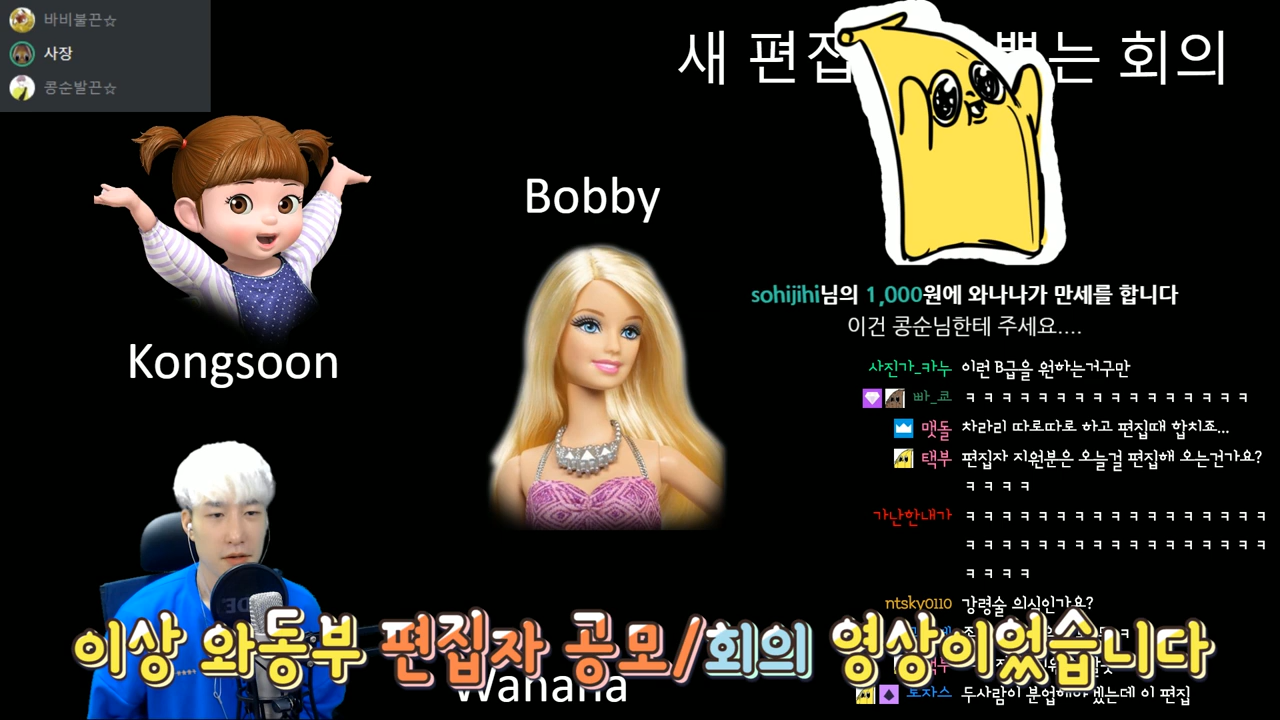 바비불끈☆
사장
콩순발끈☆
새 편집 뽑는 회의
Bobby
Kongsoon
sohijihi님의 1,000원에 와나나가 만세를 합니다
이건 콩순님한테 주세요....
사진가_카누 이런 B급을 원하는거구만
빠_쿄 ㅋㅋㅋㅋㅋㅋㅋㅋㅋㅋㅋㅋㅋㅋㅋㅋ
맷돌 차라리 따로따로 하고 편집때 합치죠...
택부 편집자 지원분은 오늘걸 편집해 오는건가요?
ㅋㅋㅋㅋ
가난한내가 ㅋㅋㅋㅋㅋㅋㅋㅋㅋㅋㅋㅋㅋㅋㅋㅋㅋ
ㅋㅋㅋㅋㅋㅋㅋㅋㅋㅋㅋㅋㅋㅋㅋㅋㅋ
ㅋㅋㅋㅋ
ntsky0110 강령술 의식인가요?
이상 와동부 편집자 공모/회의 영상이었습니다
Wanana
토자스 두사람이 분업해야겠는데 이 편집